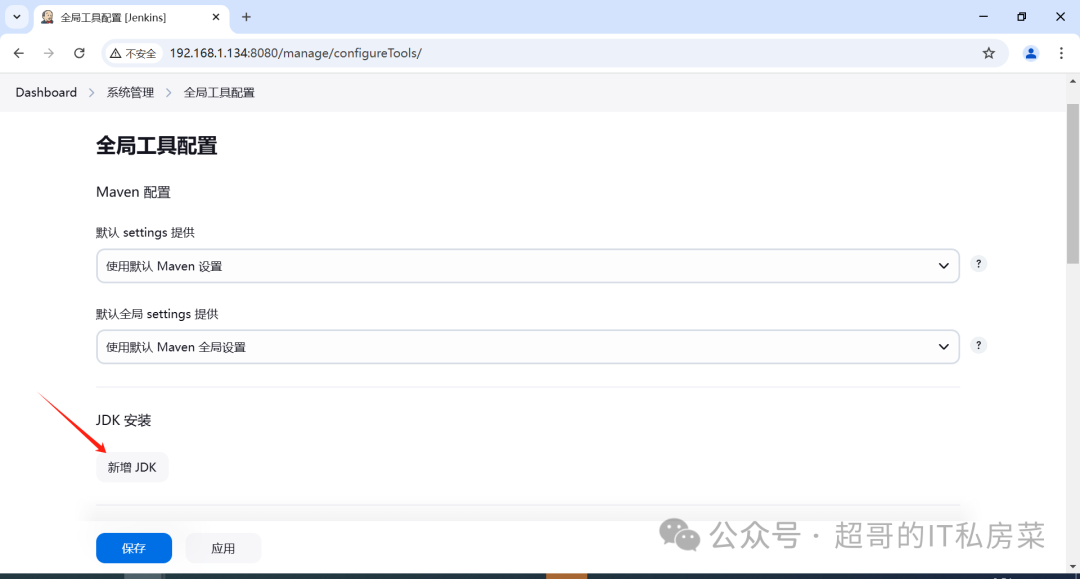 全局工具配置 [Jenkins]
不安全 192.168.1.134:8080/manage/configureTools/
Dashboard 系统管理 全局工具配置
全局工具配置
Maven 配置
默认 settings 提供
使用默认 Maven 设置
?
默认全局 settings 提供
使用默认 Maven 全局设置
?
JDK 安装
新增 JDK
保存 应用
公众号 · 超哥的IT私房菜